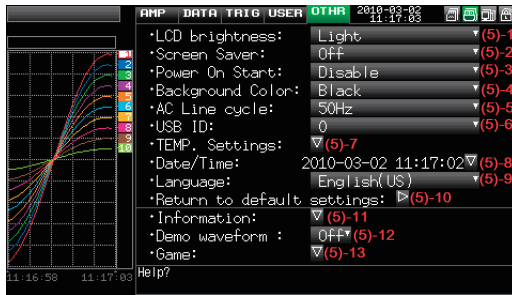 AMP DATA TRIG USER OTHR 2010-03-02 11:17:03
•LCD brightness: Light (5)-1
•Screen Saver: Off (5)-2
•Power On Start: Disable (5)-3
•Background Color: Black (5)-4
•AC Line cycle: 50Hz (5)-5
•USB ID: 0 (5)-6
•TEMP. Settings: (5)-7
•Date/Time: 2010-03-02 11:17:02 (5)-8
•Language: English(US) (5)-9
•Return to default settings: (5)-10
•Information: (5)-11
•Demo waveform : Off (5)-12
•Game: (5)-13
Help?
1
2
3
4
5
6
7
8
9
10
11:16:58 11:17:03